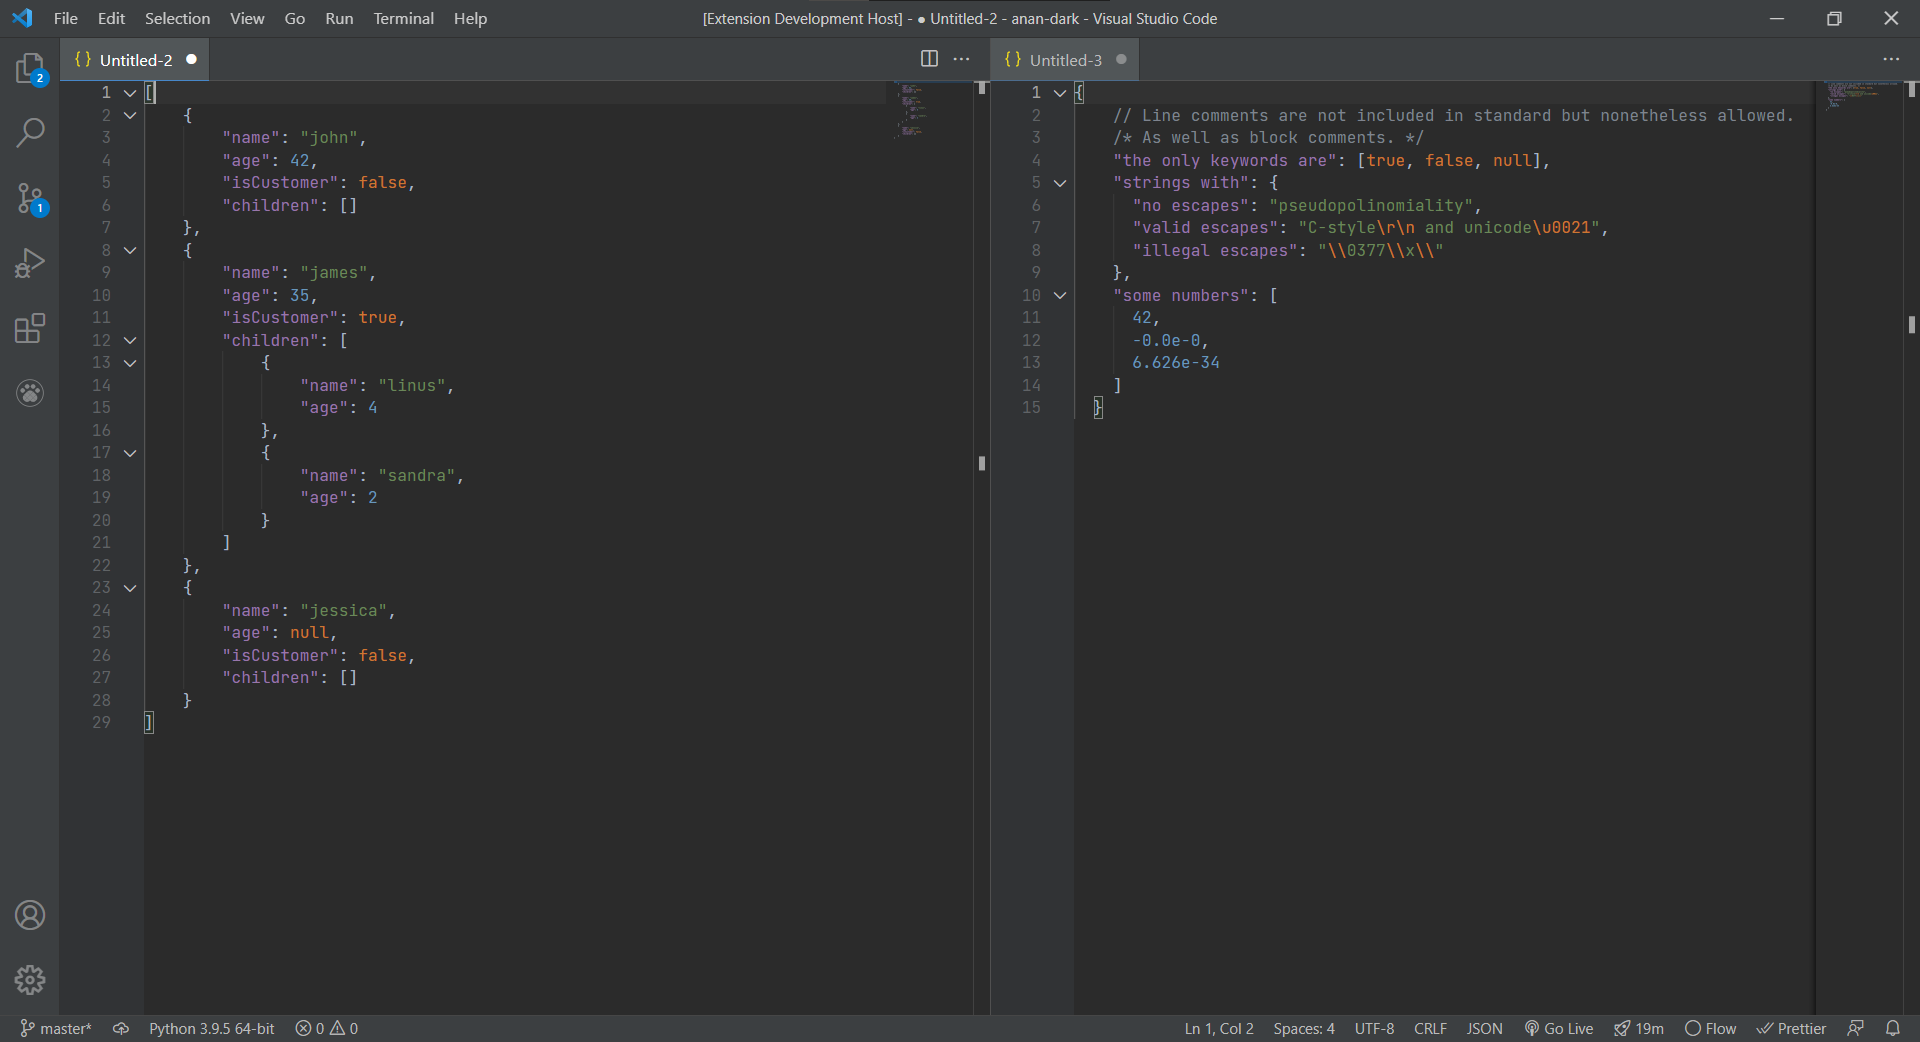 File Edit Selection View Go Run Terminal Help
[Extension Development Host] - ● Untitled-2 - anan-dark - Visual Studio Code
2
1
{ } Untitled-2 ●
1 [
2     {
3         "name": "john",
4         "age": 42,
5         "isCustomer": false,
6         "children": []
7     },
8     {
9         "name": "james",
10         "age": 35,
11         "isCustomer": true,
12         "children": [
13             {
14                 "name": "linus",
15                 "age": 4
16             },
17             {
18                 "name": "sandra",
19                 "age": 2
20             }
21         ]
22     },
23     {
24         "name": "jessica",
25         "age": null,
26         "isCustomer": false,
27         "children": []
28     }
29 ]
{ } Untitled-3 ●
1 {
2     // Line comments are not included in standard but nonetheless allowed.
3     /* As well as block comments. */
4     "the only keywords are": [true, false, null],
5     "strings with": {
6       "no escapes": "pseudopolinomiality",
7       "valid escapes": "C-style\r\n and unicode\u0021",
8       "illegal escapes": "\\0377\\x\\"
9     },
10     "some numbers": [
11       42,
12       -0.0e-0,
13       6.626e-34
14     ]
15   }
master* Python 3.9.5 64-bit 0 0 Ln 1, Col 2 Spaces: 4 UTF-8 CRLF JSON Go Live 19m Flow Prettier